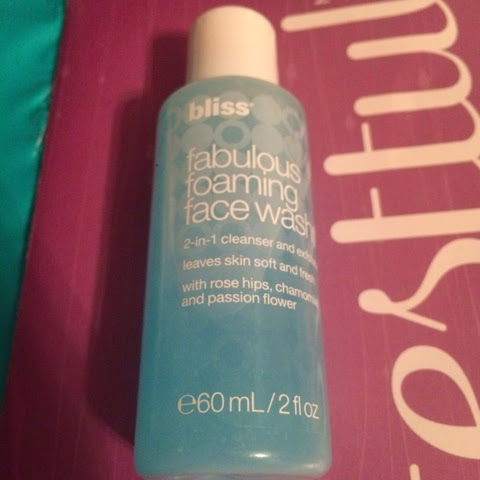 bliss®
fabulous
foaming
face wash
2-in-1 cleanser and
leaves skin soft and fresh
with rose hips,
and passion flower
℮60 mL/2 fl oz